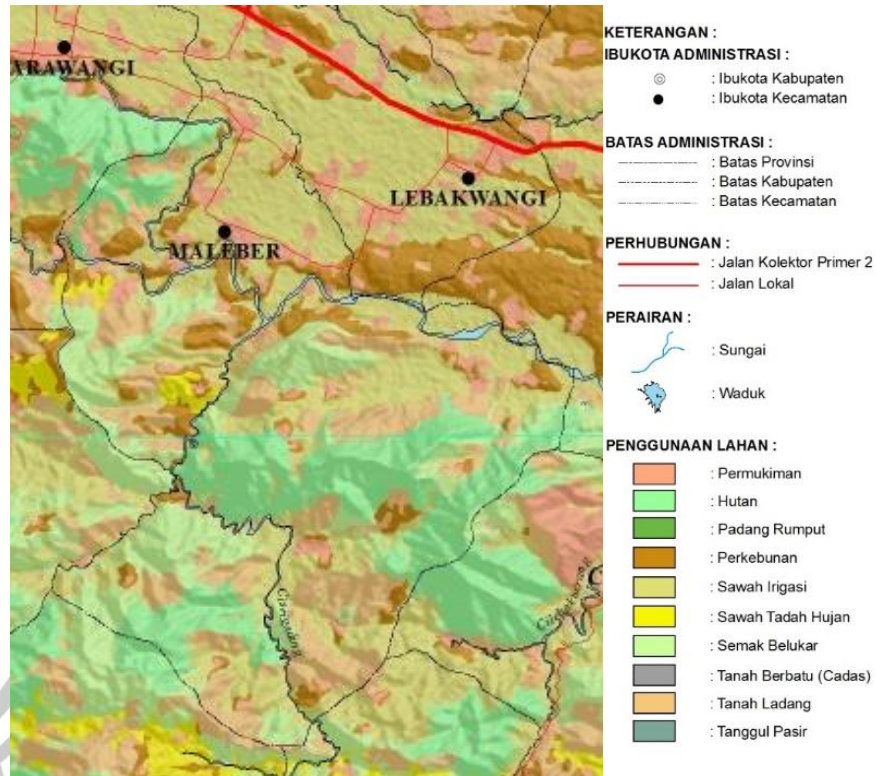 ARAWANGI
LEBAKWANGI
MALEBER
KETERANGAN :
IBUKOTA ADMINISTRASI :
: Ibukota Kabupaten
: Ibukota Kecamatan
BATAS ADMINISTRASI :
: Batas Provinsi
: Batas Kabupaten
: Batas Kecamatan
PERHUBUNGAN :
: Jalan Kolektor Primer 2
: Jalan Lokal
PERAIRAN :
: Sungai
: Waduk
PENGGUNAAN LAHAN :
: Permukiman
: Hutan
: Padang Rumput
: Perkebunan
: Sawah Irigasi
: Sawah Tadah Hujan
: Semak Belukar
: Tanah Berbatu (Cadas)
: Tanah Ladang
: Tanggul Pasir